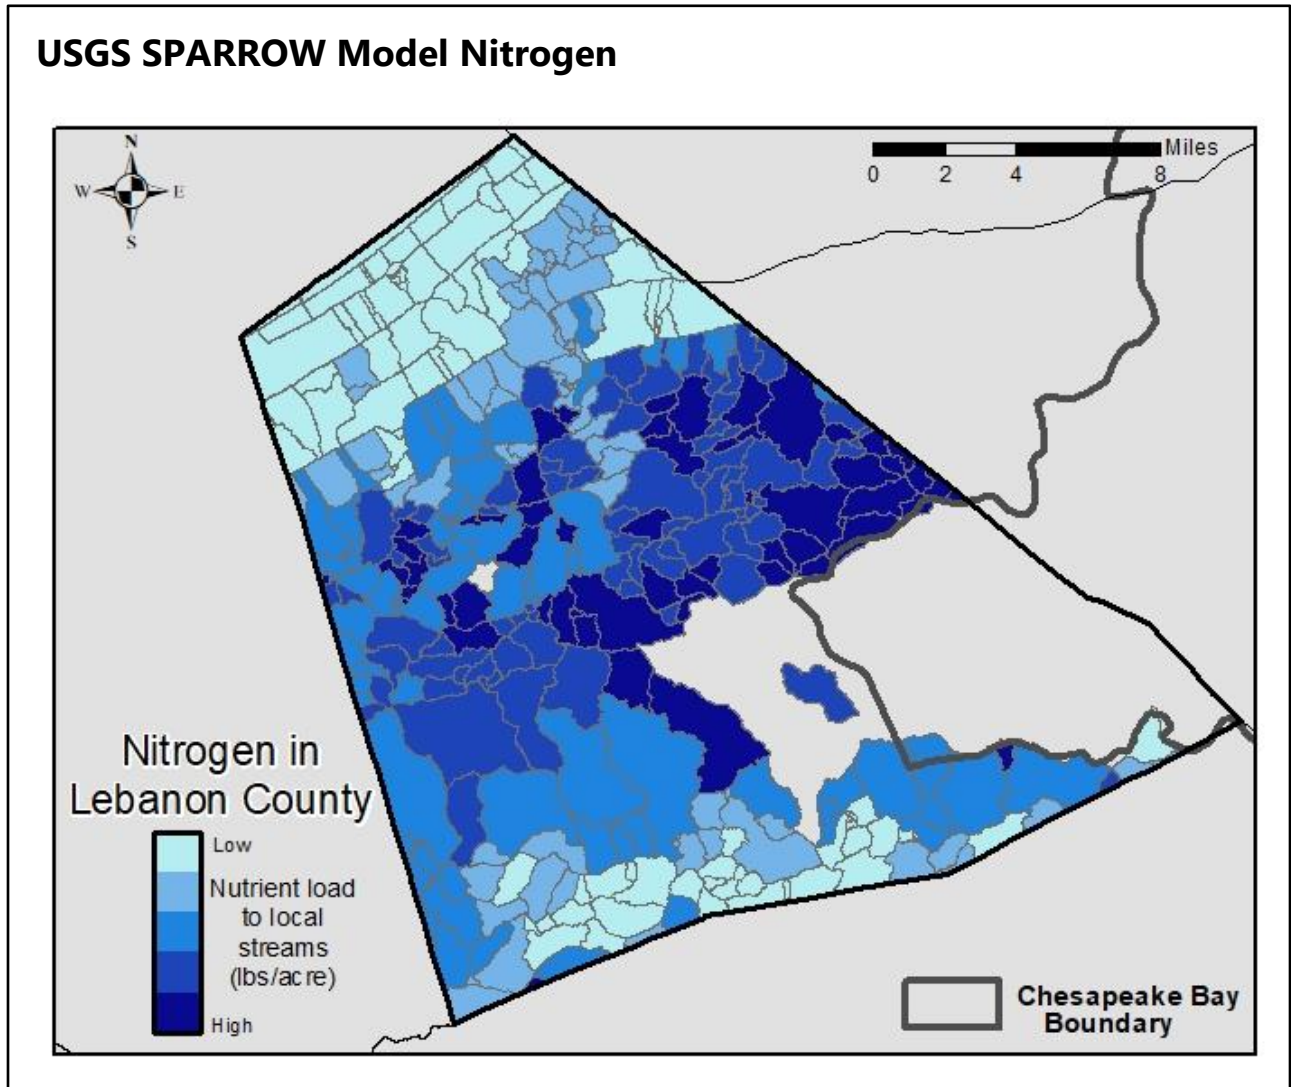 USGS SPARROW Model Nitrogen
N
W
E
S
Miles
0
2
4
8
Nitrogen in
Lebanon County
Low
Nutrient load
to local
streams
(lbs/acre)
High
Chesapeake Bay
Boundary